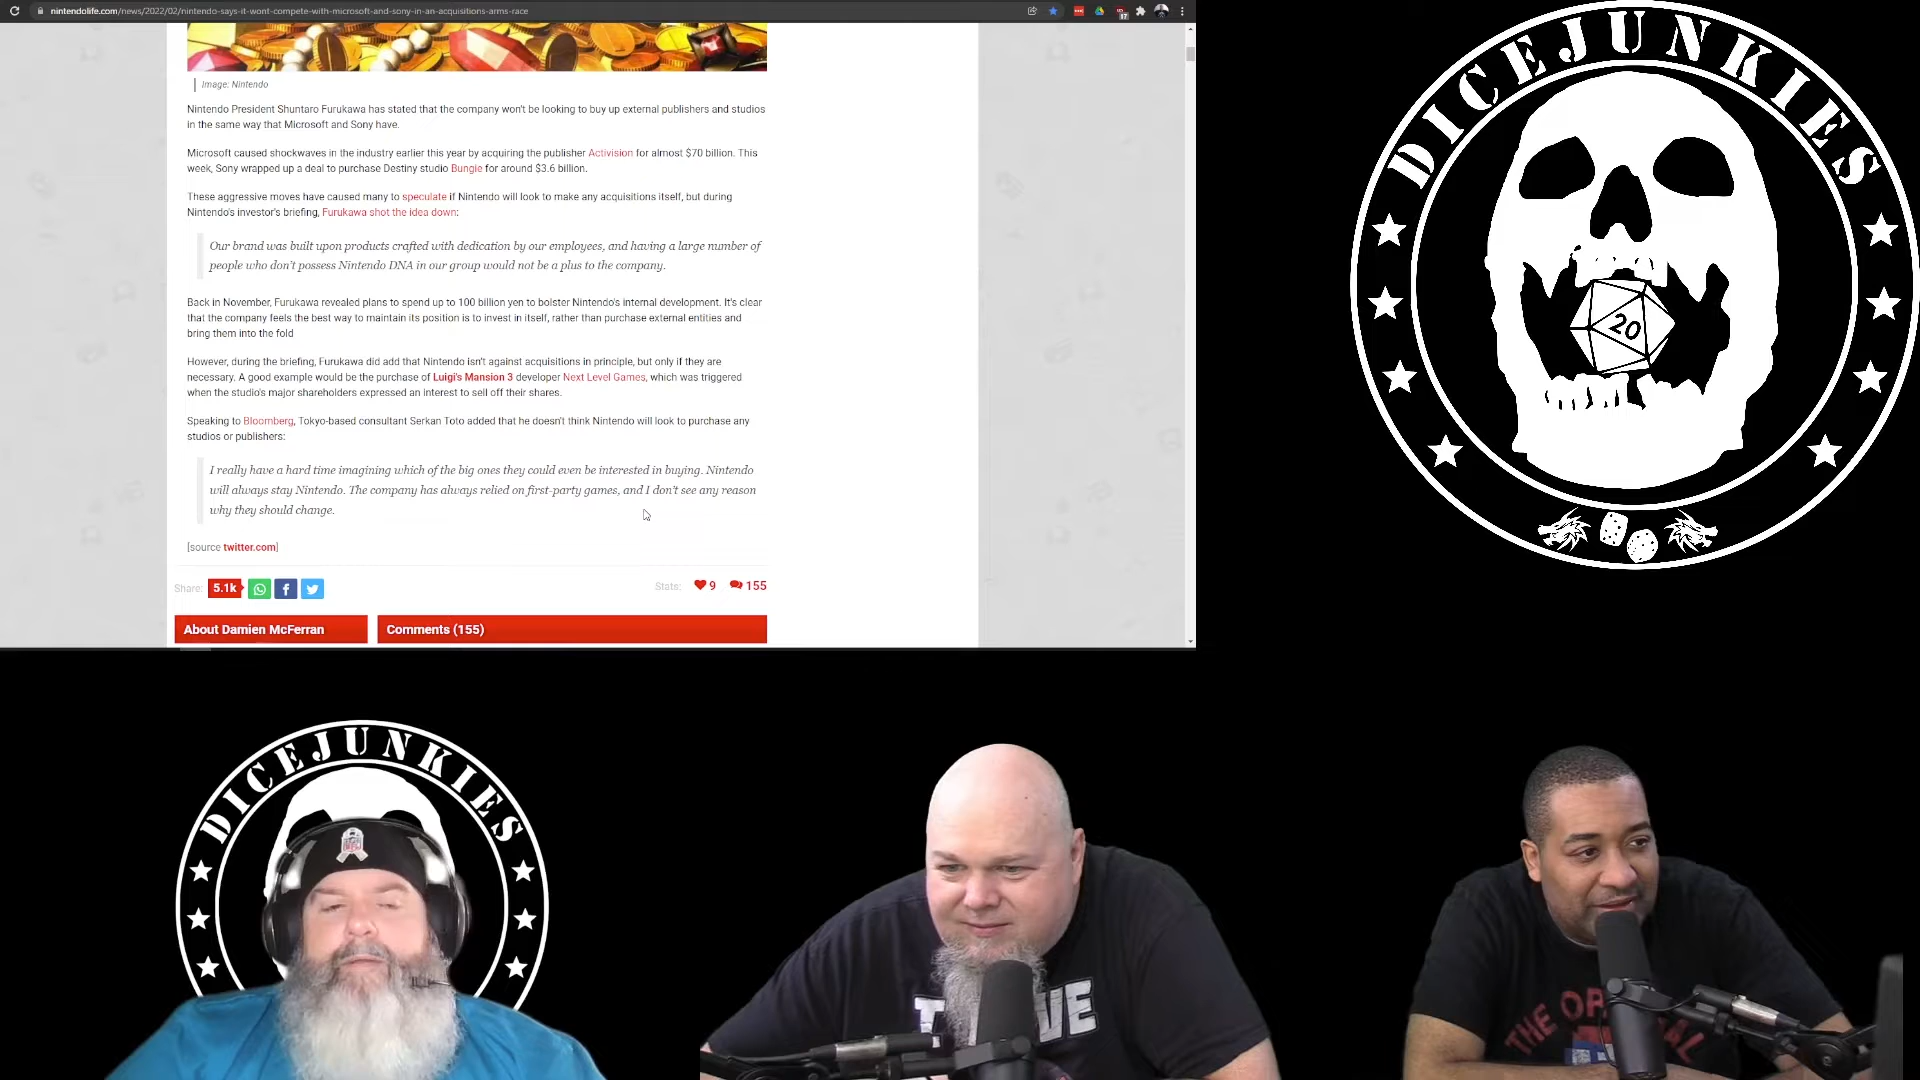 nintendolife.com/news/2022/02/nintendo-says-it-wont-compete-with-microsoft-and-sony-in-an-acquisitions-arms-race
17
Image: Nintendo
Nintendo President Shuntaro Furukawa has stated that the company won't be looking to buy up external publishers and studios
in the same way that Microsoft and Sony have.
Microsoft caused shockwaves in the industry earlier this year by acquiring the publisher Activision for almost $70 billion. This
week, Sony wrapped up a deal to purchase Destiny studio Bungie for around $3.6 billion.
These aggressive moves have caused many to speculate if Nintendo will look to make any acquisitions itself, but during
Nintendo's investor's briefing, Furukawa shot the idea down:
Our brand was built upon products crafted with dedication by our employees, and having a large number of
people who don't possess Nintendo DNA in our group would not be a plus to the company.
Back in November, Furukawa revealed plans to spend up to 100 billion yen to bolster Nintendo's internal development. It's clear
that the company feels the best way to maintain its position is to invest in itself, rather than purchase external entities and
bring them into the fold
However, during the briefing, Furukawa did add that Nintendo isn't against acquisitions in principle, but only if they are
necessary. A good example would be the purchase of Luigi's Mansion 3 developer Next Level Games, which was triggered
when the studio's major shareholders expressed an interest to sell off their shares.
Speaking to Bloomberg, Tokyo-based consultant Serkan Toto added that he doesn't think Nintendo will look to purchase any
studios or publishers:
I really have a hard time imagining which of the big ones they could even be interested in buying. Nintendo
will always stay Nintendo. The company has always relied on first-party games, and I don't see any reason
why they should change.
[source twitter.com]
Share: 5.1k
Stats: 9 155
About Damien McFerran
Comments (155)
DICEJUNKIES
20
DICEJUNKIES
NFL
THE